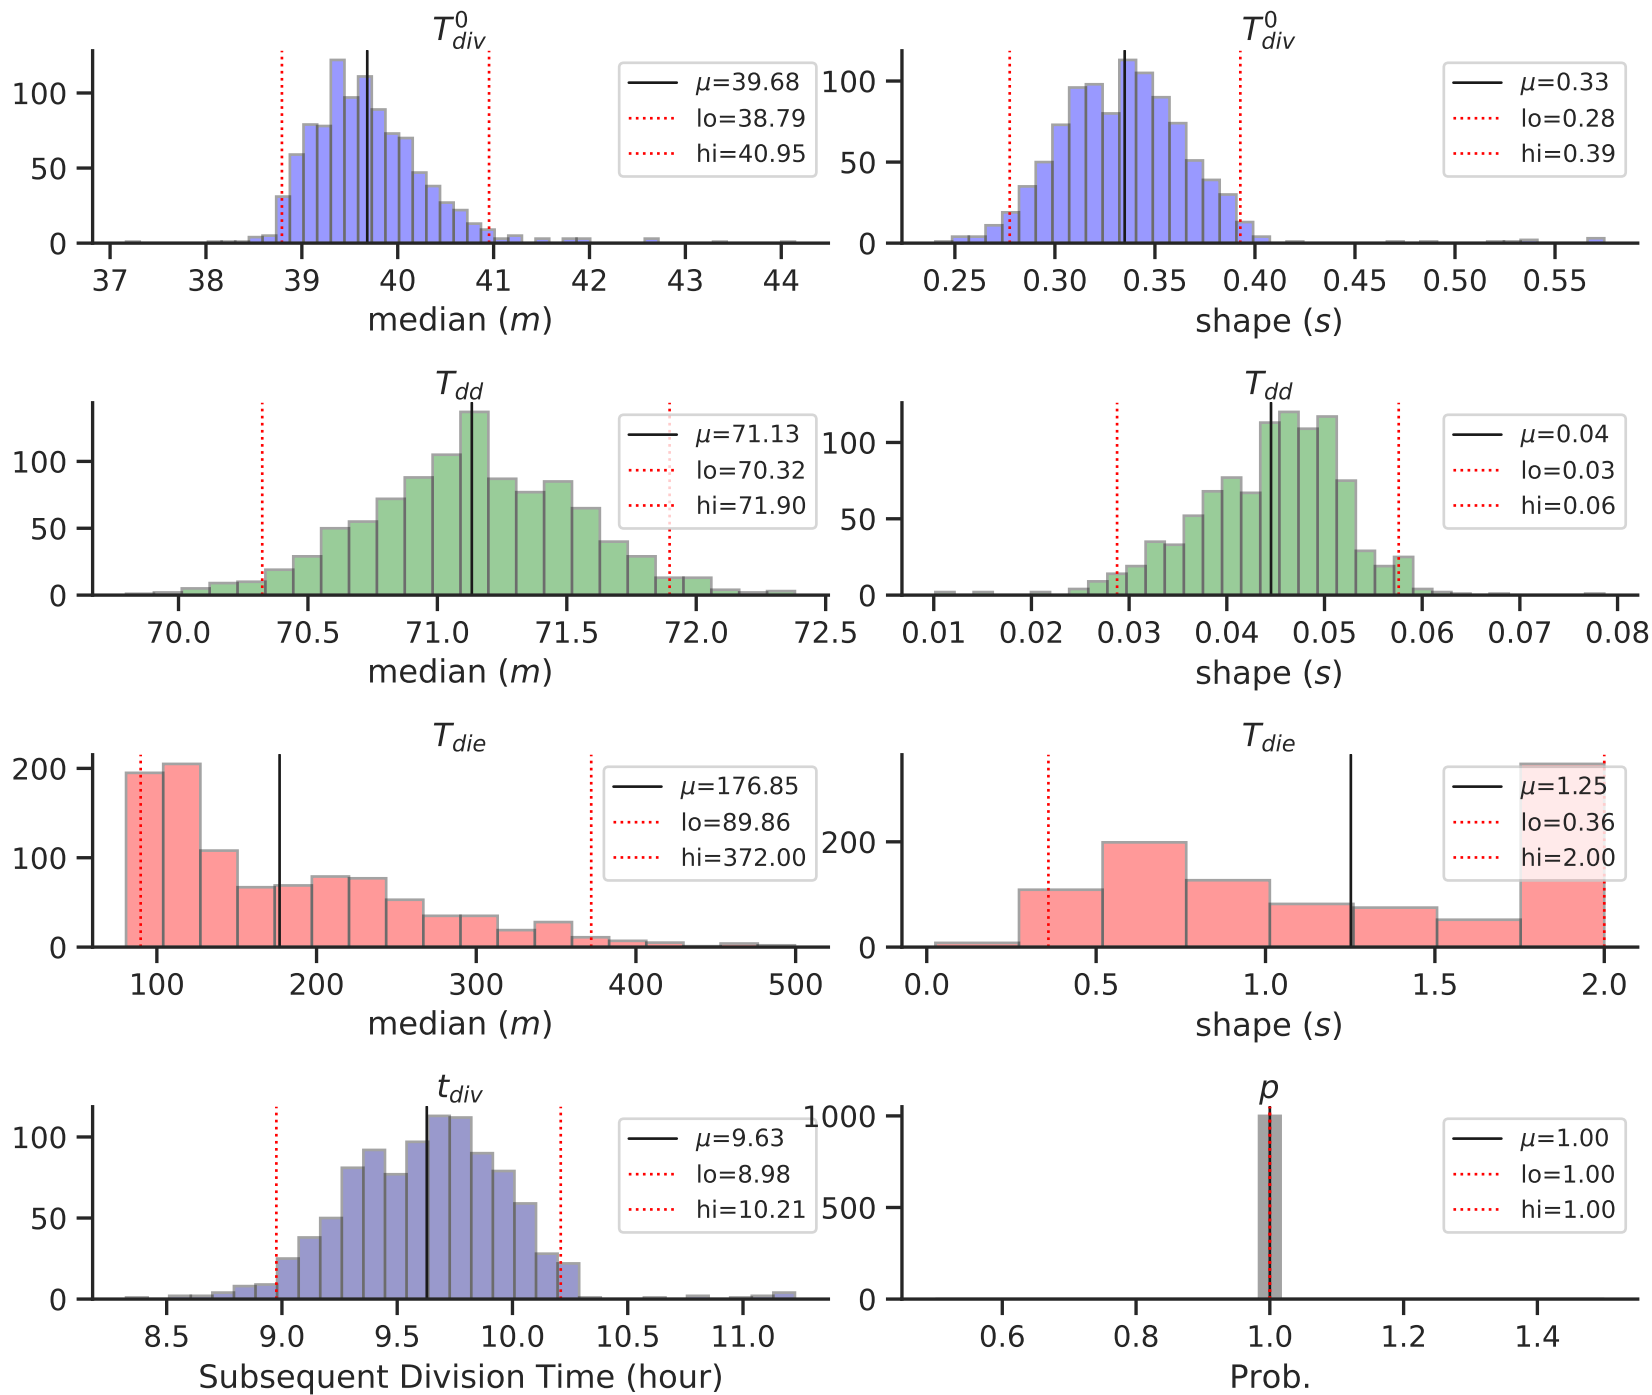 T⁰div
100
50
0
37 38 39 40 41 42 43 44
median (m)
μ=39.68
lo=38.79
hi=40.95
T⁰div
100
50
0
0.25 0.30 0.35 0.40 0.45 0.50 0.55
shape (s)
μ=0.33
lo=0.28
hi=0.39
Tdd
100
50
0
70.0 70.5 71.0 71.5 72.0 72.5
median (m)
μ=71.13
lo=70.32
hi=71.90
Tdd
100
50
0
0.01 0.02 0.03 0.04 0.05 0.06 0.07 0.08
shape (s)
μ=0.04
lo=0.03
hi=0.06
Tdie
200
100
0
100 200 300 400 500
median (m)
μ=176.85
lo=89.86
hi=372.00
Tdie
200
0
0.0 0.5 1.0 1.5 2.0
shape (s)
μ=1.25
lo=0.36
hi=2.00
tdiv
100
50
0
8.5 9.0 9.5 10.0 10.5 11.0
Subsequent Division Time (hour)
μ=9.63
lo=8.98
hi=10.21
p
1000
500
0
0.6 0.8 1.0 1.2 1.4
Prob.
μ=1.00
lo=1.00
hi=1.00